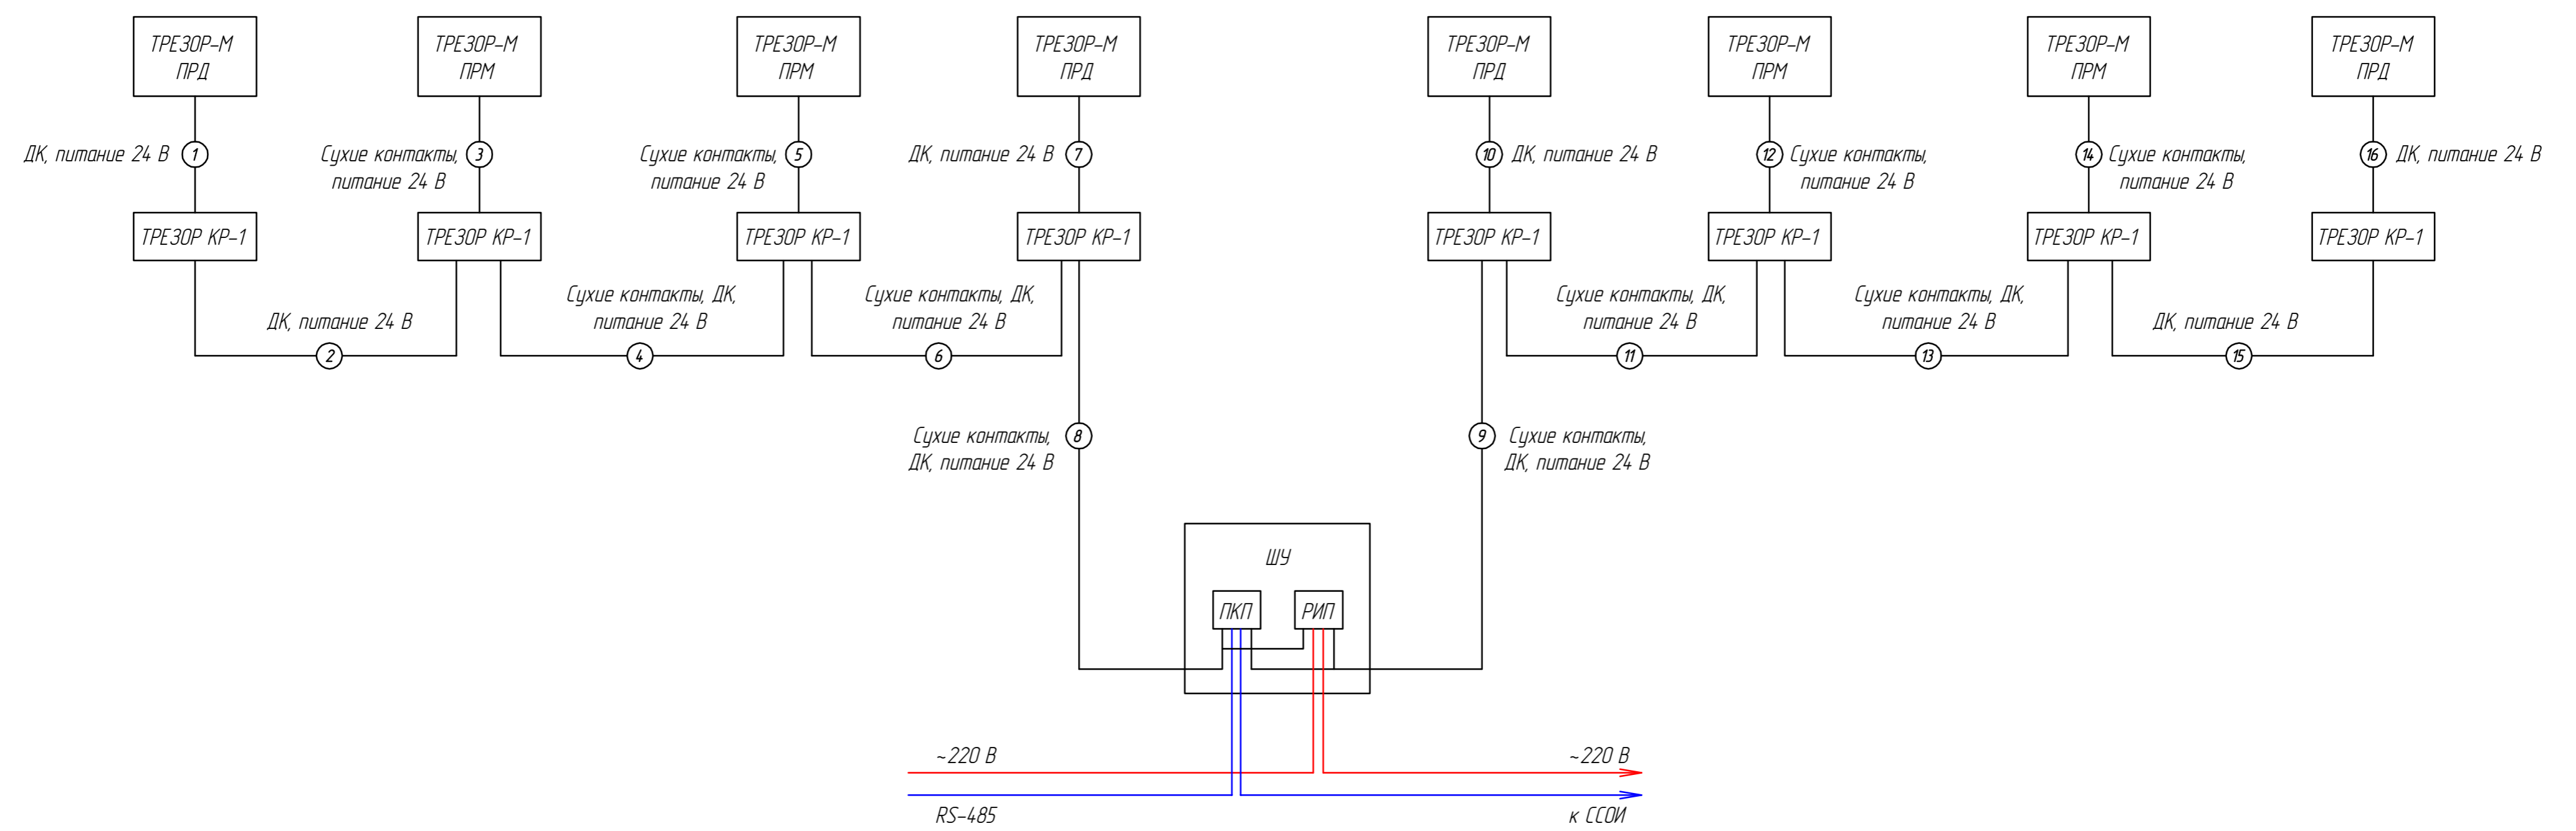 ТРЕЗОР-М
ПРД
ТРЕЗОР-М
ПРМ
ТРЕЗОР-М
ПРМ
ТРЕЗОР-М
ПРД
ТРЕЗОР-М
ПРД
ТРЕЗОР-М
ПРМ
ТРЕЗОР-М
ПРМ
ТРЕЗОР-М
ПРД
ДК, питание 24 В
1
Сухие контакты,
питание 24 В
3
Сухие контакты,
питание 24 В
5
ДК, питание 24 В
7
10
ДК, питание 24 В
12
Сухие контакты,
питание 24 В
14
Сухие контакты,
питание 24 В
16
ДК, питание 24 В
ТРЕЗОР КР-1
ТРЕЗОР КР-1
ТРЕЗОР КР-1
ТРЕЗОР КР-1
ТРЕЗОР КР-1
ТРЕЗОР КР-1
ТРЕЗОР КР-1
ТРЕЗОР КР-1
ДК, питание 24 В
2
Сухие контакты, ДК,
питание 24 В
4
Сухие контакты, ДК,
питание 24 В
6
Сухие контакты, ДК,
питание 24 В
11
Сухие контакты, ДК,
питание 24 В
13
ДК, питание 24 В
15
Сухие контакты,
ДК, питание 24 В
8
9
Сухие контакты,
ДК, питание 24 В
ШУ
ПКП
РИП
~220 В
~220 В
RS-485
к ССОИ